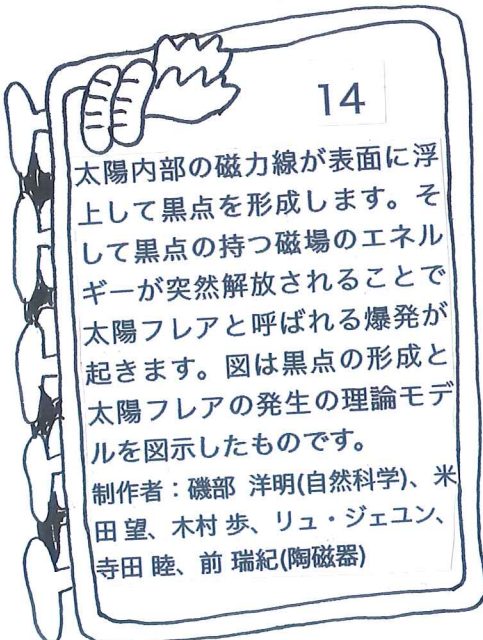 14
太陽内部の磁力線が表面に浮
上して黒点を形成します。そ
して黒点の持つ磁場のエネル
ギーが突然解放されることで
太陽フレアと呼ばれる爆発が
起きます。図は黒点の形成と
太陽フレアの発生の理論モデ
ルを図示したものです。
制作者：磯部 洋明(自然科学)、米
田 望、木村 歩、リュ・ジェユン、
寺田 睦、前 瑞紀(陶磁器)